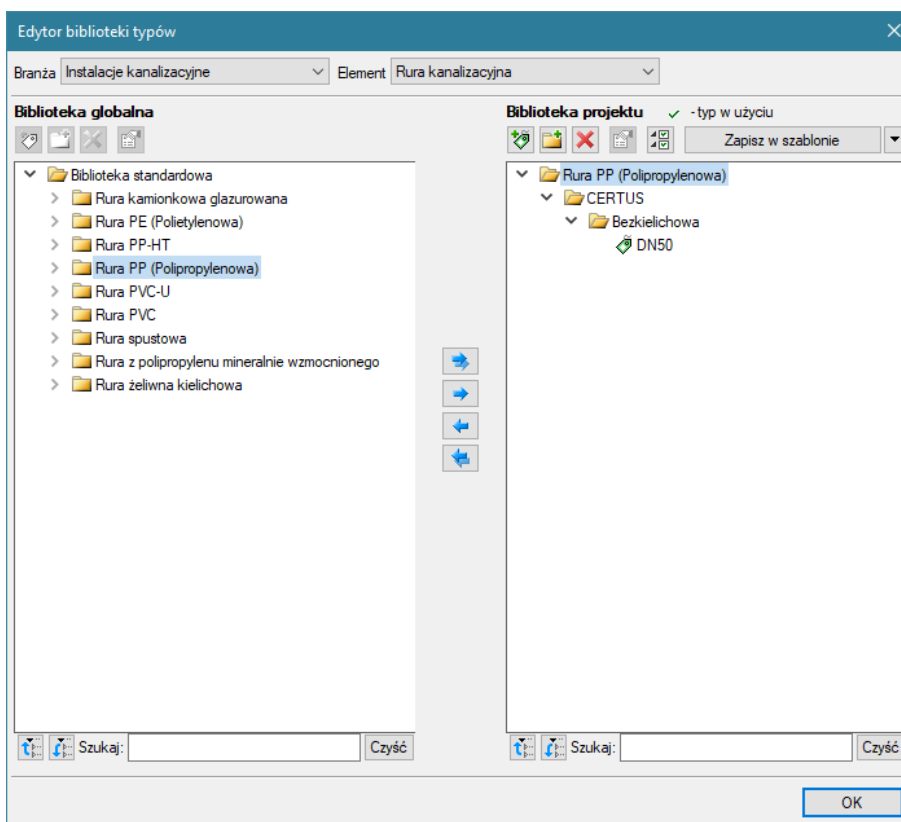 Edytor biblioteki typów
Branża Instalacje kanalizacyjne Element Rura kanalizacyjna
Biblioteka globalna
Biblioteka standardowa
Rura kamionkowa glazurowana
Rura PE (Polietylenowa)
Rura PP-HT
Rura PP (Polipropylenowa)
Rura PVC-U
Rura PVC
Rura spustowa
Rura z polipropylenu mineralnie wzmocnionego
Rura żeliwna kielichowa
Szukaj: Czyść
Biblioteka projektu - typ w użyciu
Zapisz w szablonie
Rura PP (Polipropylenowa)
CERTUS
Bezkielichowa
DN50
Szukaj: Czyść
OK